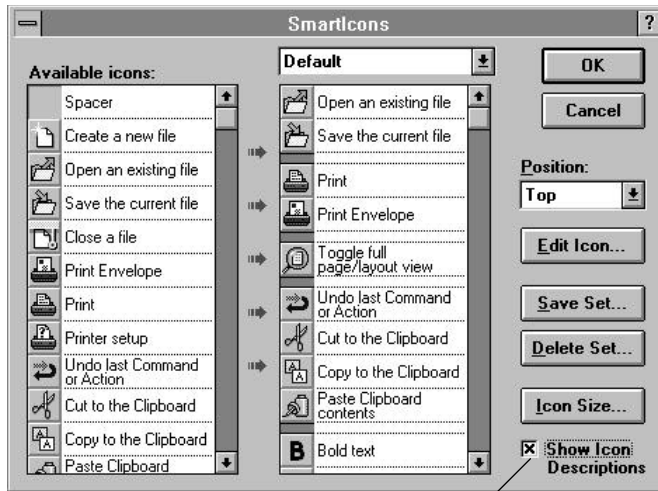 SmartIcons
?
Available icons:
Spacer
Create a new file
Open an existing file
Save the current file
Close a file
Print Envelope
Print
Printer setup
Undo last Command
or Action
Cut to the Clipboard
Copy to the Clipboard
Paste Clipboard
Default
Open an existing file
Save the current file
Print
Print Envelope
Toggle full
page/layout view
Undo last Command
or Action
Cut to the Clipboard
Copy to the Clipboard
Paste Clipboard
contents
B Bold text
OK
Cancel
Position:
Top
Edit Icon...
Save Set...
Delete Set...
Icon Size...
Show Icon
Descriptions